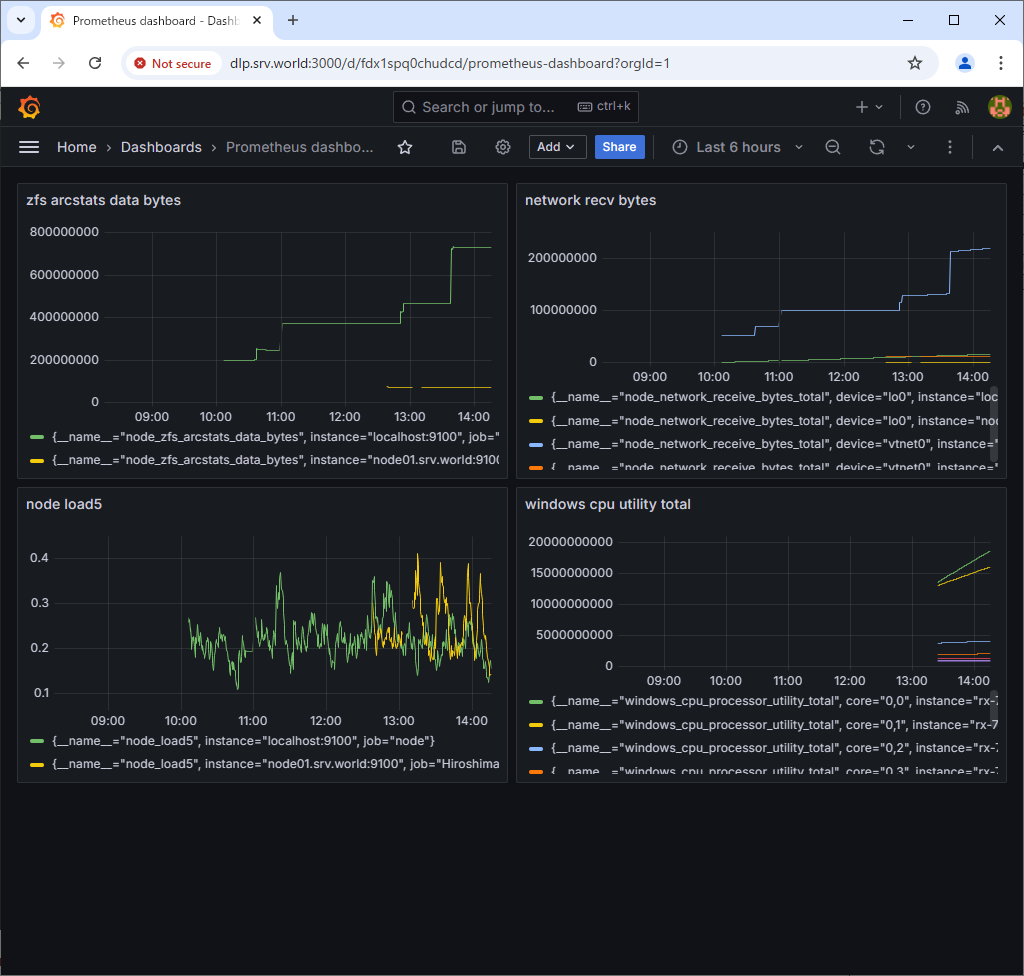 Prometheus dashboard - Dashb
Not secure
dlp.srv.world:3000/d/fdx1spq0chudcd/prometheus-dashboard?orgId=1
Search or jump to...
ctrl+k
Home › Dashboards › Prometheus dashbo...
Add
Share
Last 6 hours
zfs arcstats data bytes
800000000
600000000
400000000
200000000
0
09:00 10:00 11:00 12:00 13:00 14:00
{__name__="node_zfs_arcstats_data_bytes", instance="localhost:9100", job="
{__name__="node_zfs_arcstats_data_bytes", instance="node01.srv.world:9100
network recv bytes
200000000
100000000
0
09:00 10:00 11:00 12:00 13:00 14:00
{__name__="node_network_receive_bytes_total", device="lo0", instance="loc
{__name__="node_network_receive_bytes_total", device="lo0", instance="noc
{__name__="node_network_receive_bytes_total", device="vtnet0", instance="
{__name__="node_network_receive_bytes_total", device="vtnet0", instance="
node load5
0.4
0.3
0.2
0.1
09:00 10:00 11:00 12:00 13:00 14:00
{__name__="node_load5", instance="localhost:9100", job="node"}
{__name__="node_load5", instance="node01.srv.world:9100", job="Hiroshima
windows cpu utility total
20000000000
15000000000
10000000000
5000000000
0
09:00 10:00 11:00 12:00 13:00 14:00
{__name__="windows_cpu_processor_utility_total", core="0,0", instance="rx-7
{__name__="windows_cpu_processor_utility_total", core="0,1", instance="rx-7
{__name__="windows_cpu_processor_utility_total", core="0,2", instance="rx-7
{__name__="windows_cpu_processor_utility_total", core="0,3", instance="rx-7